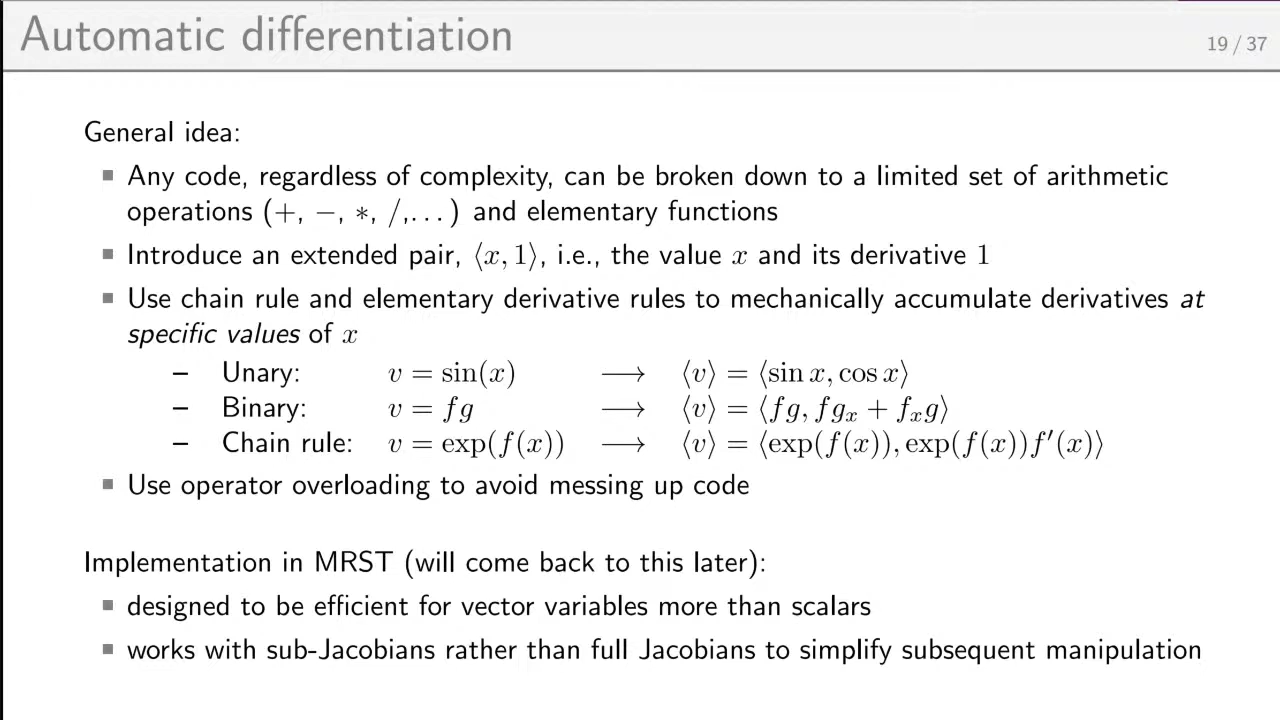 Automatic differentiation
19 / 37
General idea:
▪ Any code, regardless of complexity, can be broken down to a limited set of arithmetic
operations (+, −, ∗, /,...) and elementary functions
▪ Introduce an extended pair, ⟨x, 1⟩, i.e., the value x and its derivative 1
▪ Use chain rule and elementary derivative rules to mechanically accumulate derivatives at
specific values of x
– Unary: v = sin(x) ⟶ ⟨v⟩ = ⟨sin x, cos x⟩
– Binary: v = fg ⟶ ⟨v⟩ = ⟨fg, fgₓ + fₓg⟩
– Chain rule: v = exp(f(x)) ⟶ ⟨v⟩ = ⟨exp(f(x)), exp(f(x))f′(x)⟩
▪ Use operator overloading to avoid messing up code
Implementation in MRST (will come back to this later):
▪ designed to be efficient for vector variables more than scalars
▪ works with sub-Jacobians rather than full Jacobians to simplify subsequent manipulation